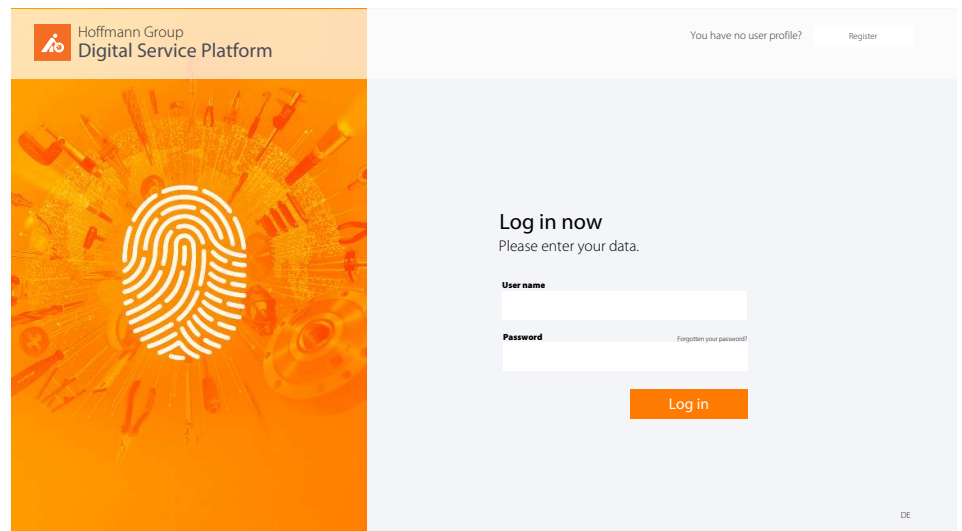 Hoffmann Group
Digital Service Platform
You have no user profile?
Register
Log in now
Please enter your data.
User name
Password
Forgotten your password?
Log in
DE